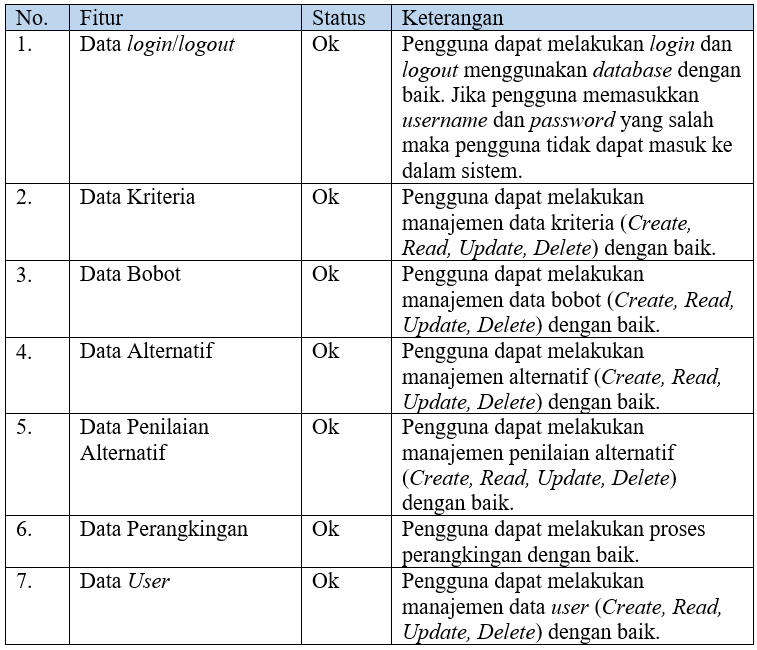 No. Fitur Status Keterangan
1. Data login/logout Ok Pengguna dapat melakukan login dan
logout menggunakan database dengan
baik. Jika pengguna memasukkan
username dan password yang salah
maka pengguna tidak dapat masuk ke
dalam sistem.
2. Data Kriteria Ok Pengguna dapat melakukan
manajemen data kriteria (Create,
Read, Update, Delete) dengan baik.
3. Data Bobot Ok Pengguna dapat melakukan
manajemen data bobot (Create, Read,
Update, Delete) dengan baik.
4. Data Alternatif Ok Pengguna dapat melakukan
manajemen alternatif (Create, Read,
Update, Delete) dengan baik.
5. Data Penilaian Ok Pengguna dapat melakukan
Alternatif manajemen penilaian alternatif
(Create, Read, Update, Delete)
dengan baik.
6. Data Perangkingan Ok Pengguna dapat melakukan proses
perangkingan dengan baik.
7. Data User Ok Pengguna dapat melakukan
manajemen data user (Create, Read,
Update, Delete) dengan baik.